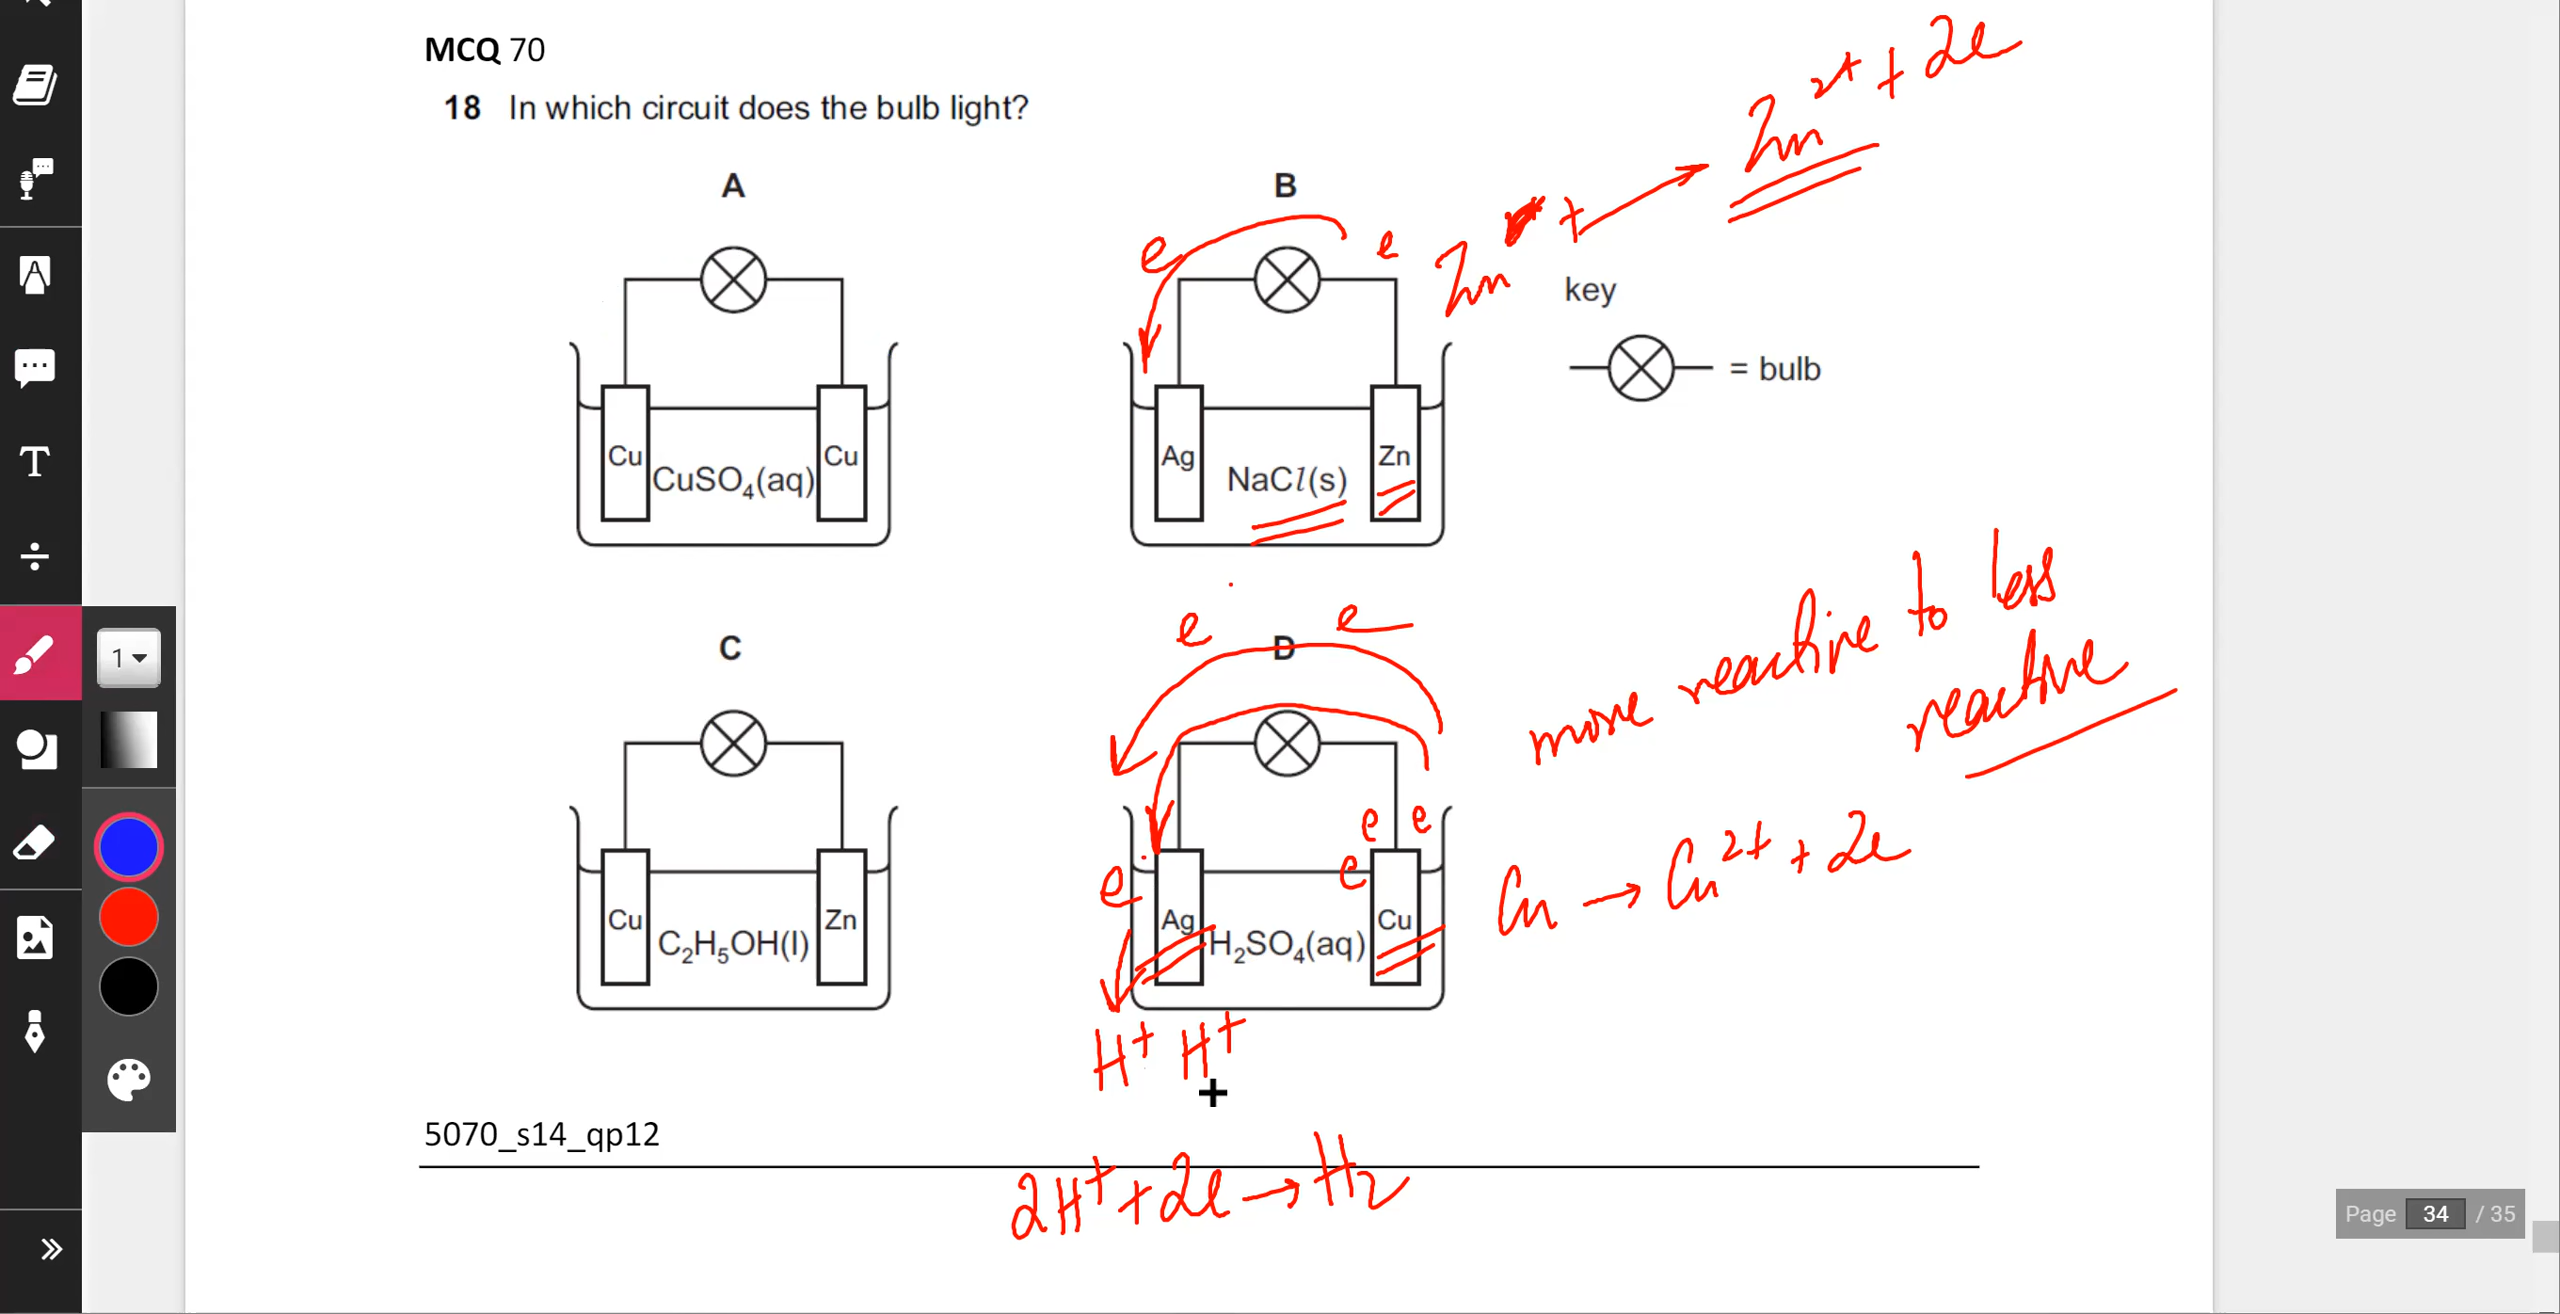 MCQ 70
18 In which circuit does the bulb light?
Zn²⁺ + 2e
A
B
e
e
Zn
+
key
= bulb
Cu
CuSO₄(aq)
Cu
Ag
NaCl(s)
Zn
more reactive to less
reactive
C
D
e
e
e
e
e
e
Cu → Cu²⁺ + 2e
Cu
C₂H₅OH(l)
Zn
Ag
H₂SO₄(aq)
Cu
H⁺ H⁺
5070_s14_qp12
2H⁺ + 2e → H₂
T
1
Page 34 / 35